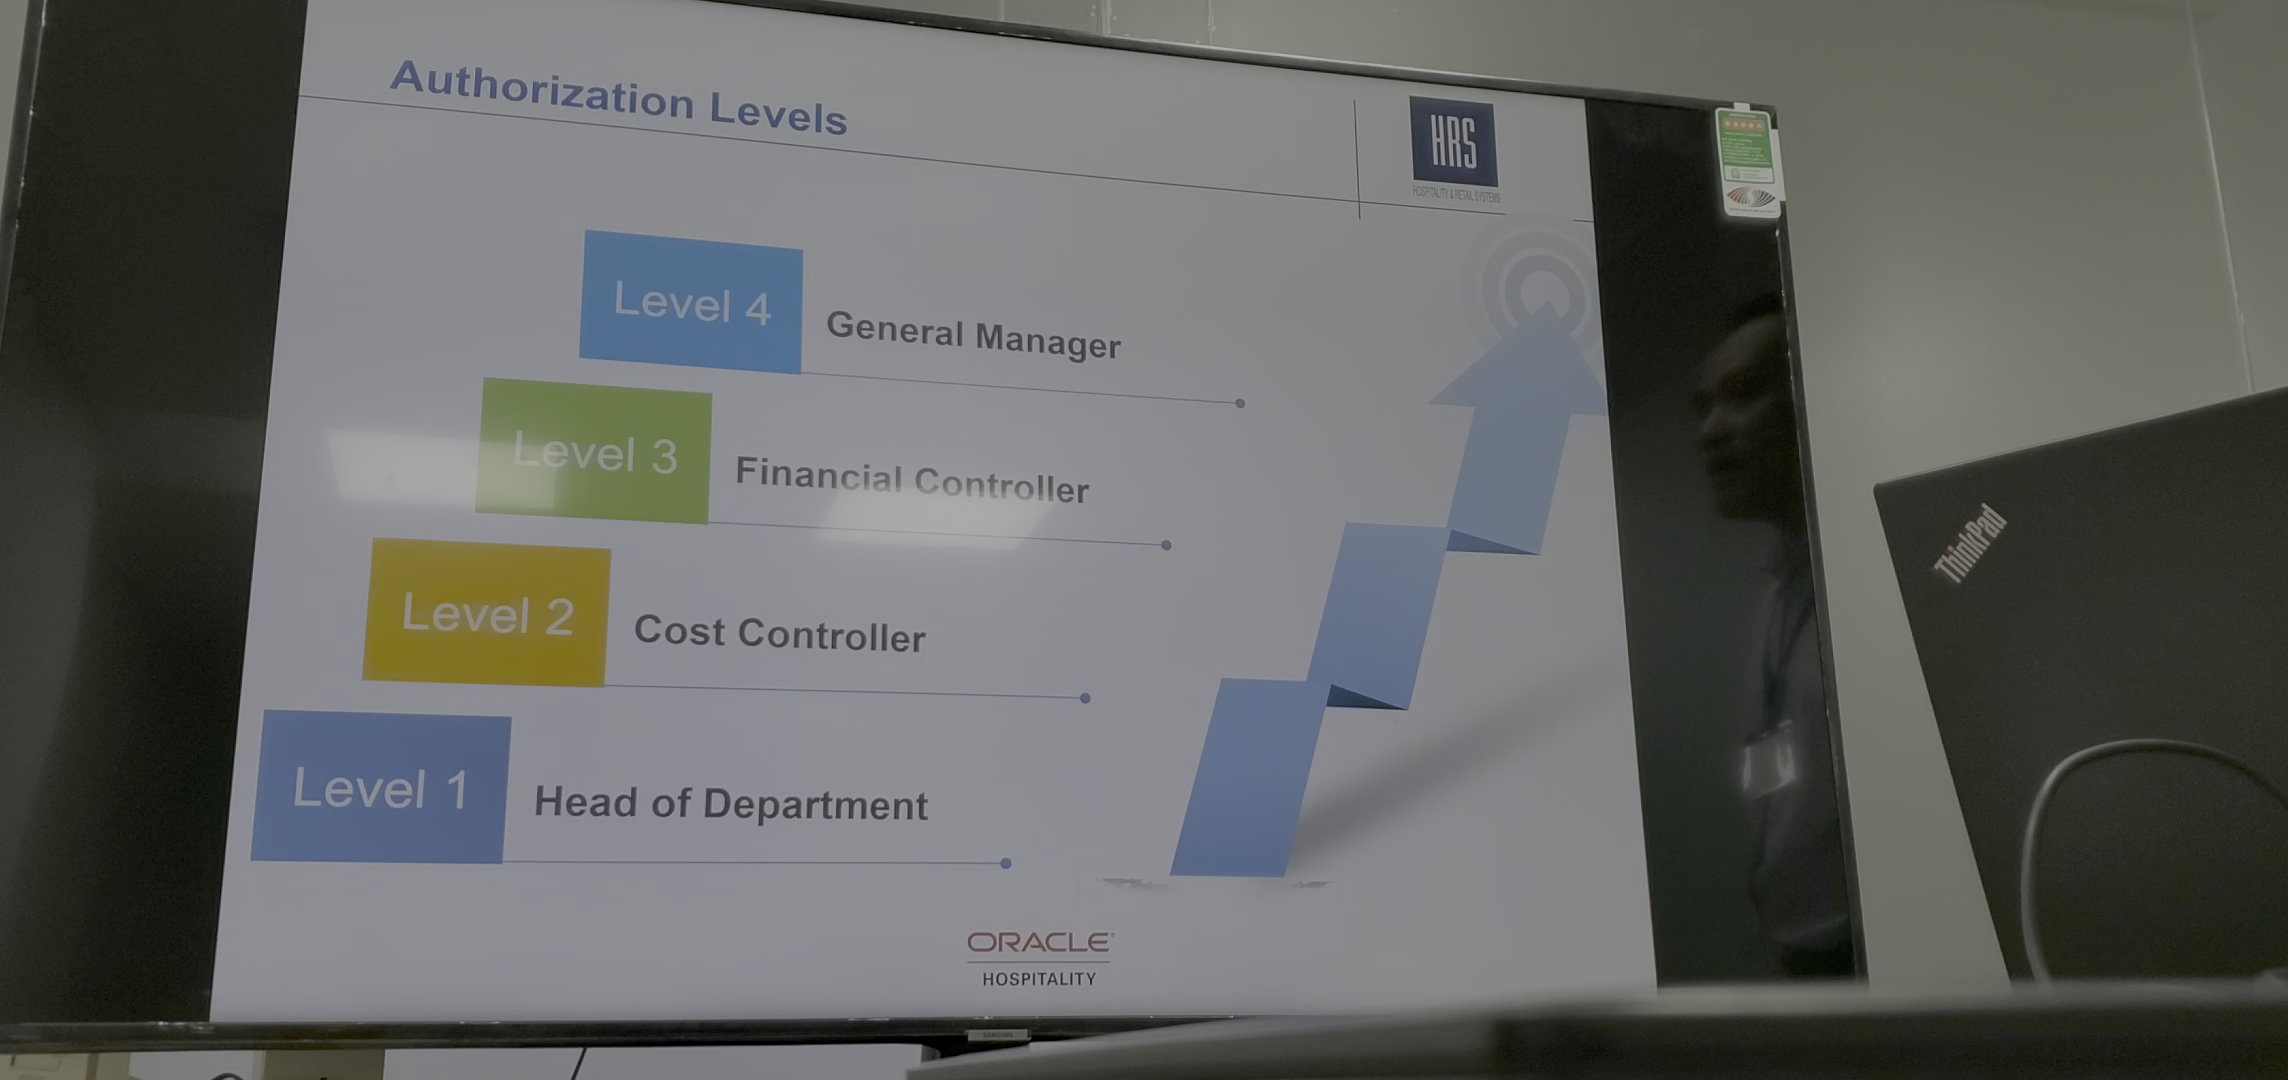 Authorization Levels
HRS
HOSPITALITY & RETAIL SYSTEMS
Level 4
General Manager
Level 3
Financial Controller
Level 2
Cost Controller
Level 1
Head of Department
ORACLE
HOSPITALITY
SAMSUNG
ThinkPad